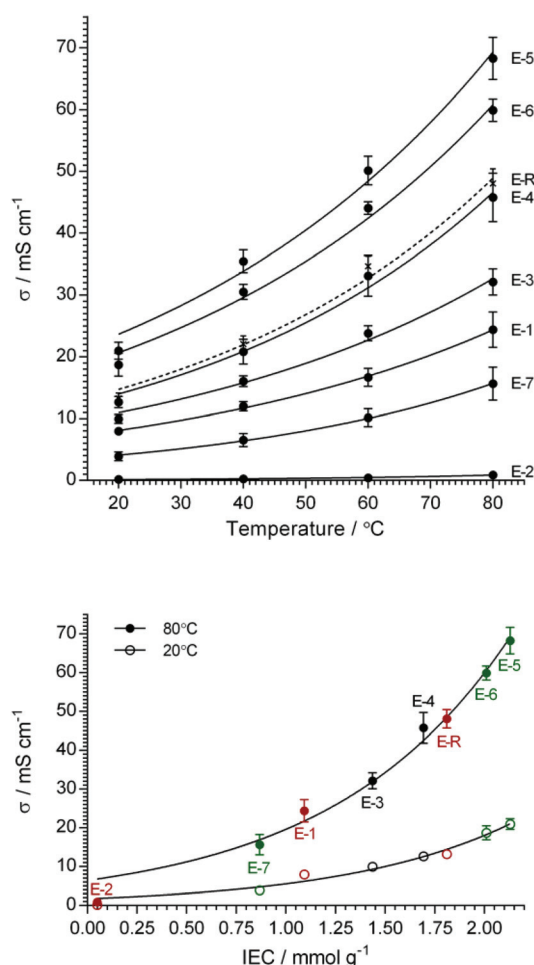 70
60
50
40
30
20
10
0
σ / mS cm⁻¹
E-5
E-6
E-R
E-4
E-3
E-1
E-7
E-2
20 30 40 50 60 70 80
Temperature / °C
80°C
20°C
70
60
50
40
30
20
10
0
σ / mS cm⁻¹
E-5
E-6
E-4
E-R
E-3
E-1
E-7
E-2
0.00 0.25 0.50 0.75 1.00 1.25 1.50 1.75 2.00
IEC / mmol g⁻¹